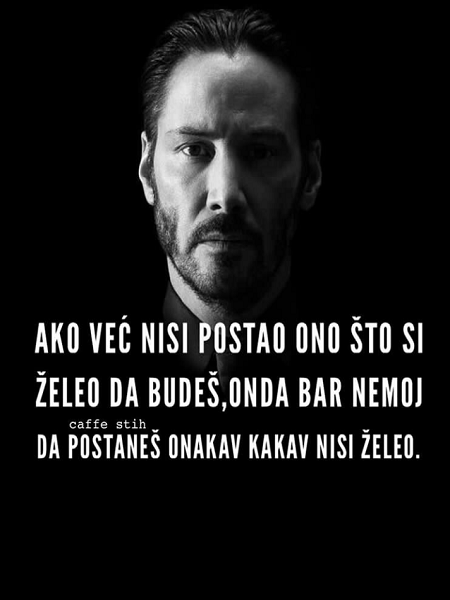 AKO VEĆ NISI POSTAO ONO ŠTO SI
ŽELEO DA BUDEŠ,ONDA BAR NEMOJ
caffe stih
DA POSTANEŠ ONAKAV KAKAV NISI ŽELEO.